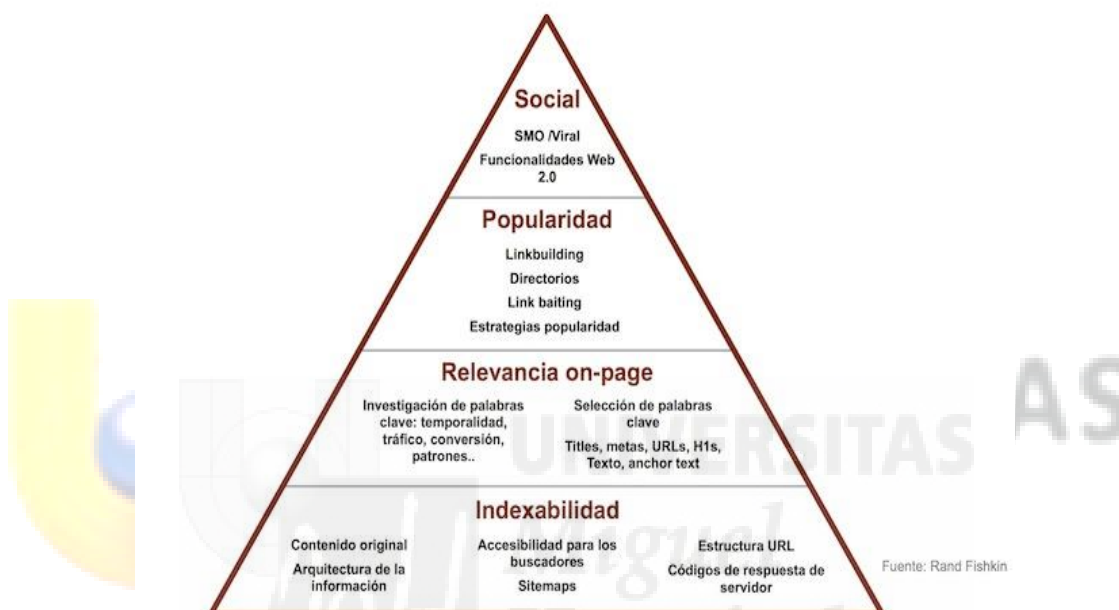 Social
SMO /Viral
Funcionalidades Web
2.0
Popularidad
Linkbuilding
Directorios
Link baiting
Estrategias popularidad
Relevancia on-page
Investigación de palabras
clave: temporalidad,
tráfico, conversión,
patrones..
Selección de palabras
clave
Titles, metas, URLs, H1s,
Texto, anchor text
UNIVERSITAS
AS
Miguel
Indexabilidad
Contenido original
Arquitectura de la
información
Accesibilidad para los
buscadores
Sitemaps
Estructura URL
Códigos de respuesta de
servidor
Fuente: Rand Fishkin